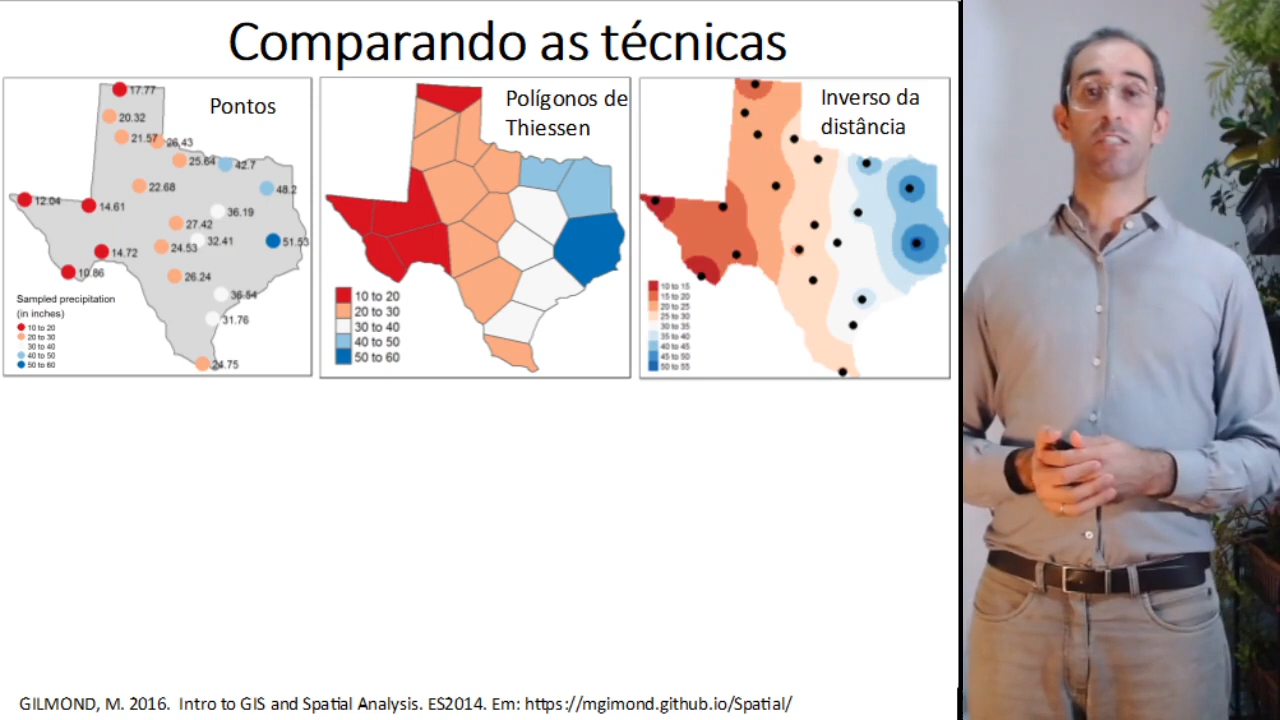 Comparando as técnicas
Pontos
17.77
20.32
21.57
26.43
25.64
42.7
22.68
48.2
12.04
14.61
36.19
27.42
32.41
51.53
24.53
14.72
10.86
26.24
36.54
31.76
24.75
Sampled precipitation
(in inches)
10 to 20
20 to 30
30 to 40
40 to 50
50 to 60
Polígonos de
Thiessen
10 to 20
20 to 30
30 to 40
40 to 50
50 to 60
Inverso da
distância
10 to 15
15 to 20
20 to 25
25 to 30
30 to 35
35 to 40
40 to 45
45 to 50
50 to 55
GILMOND, M. 2016. Intro to GIS and Spatial Analysis. ES2014. Em: https://mgimond.github.io/Spatial/